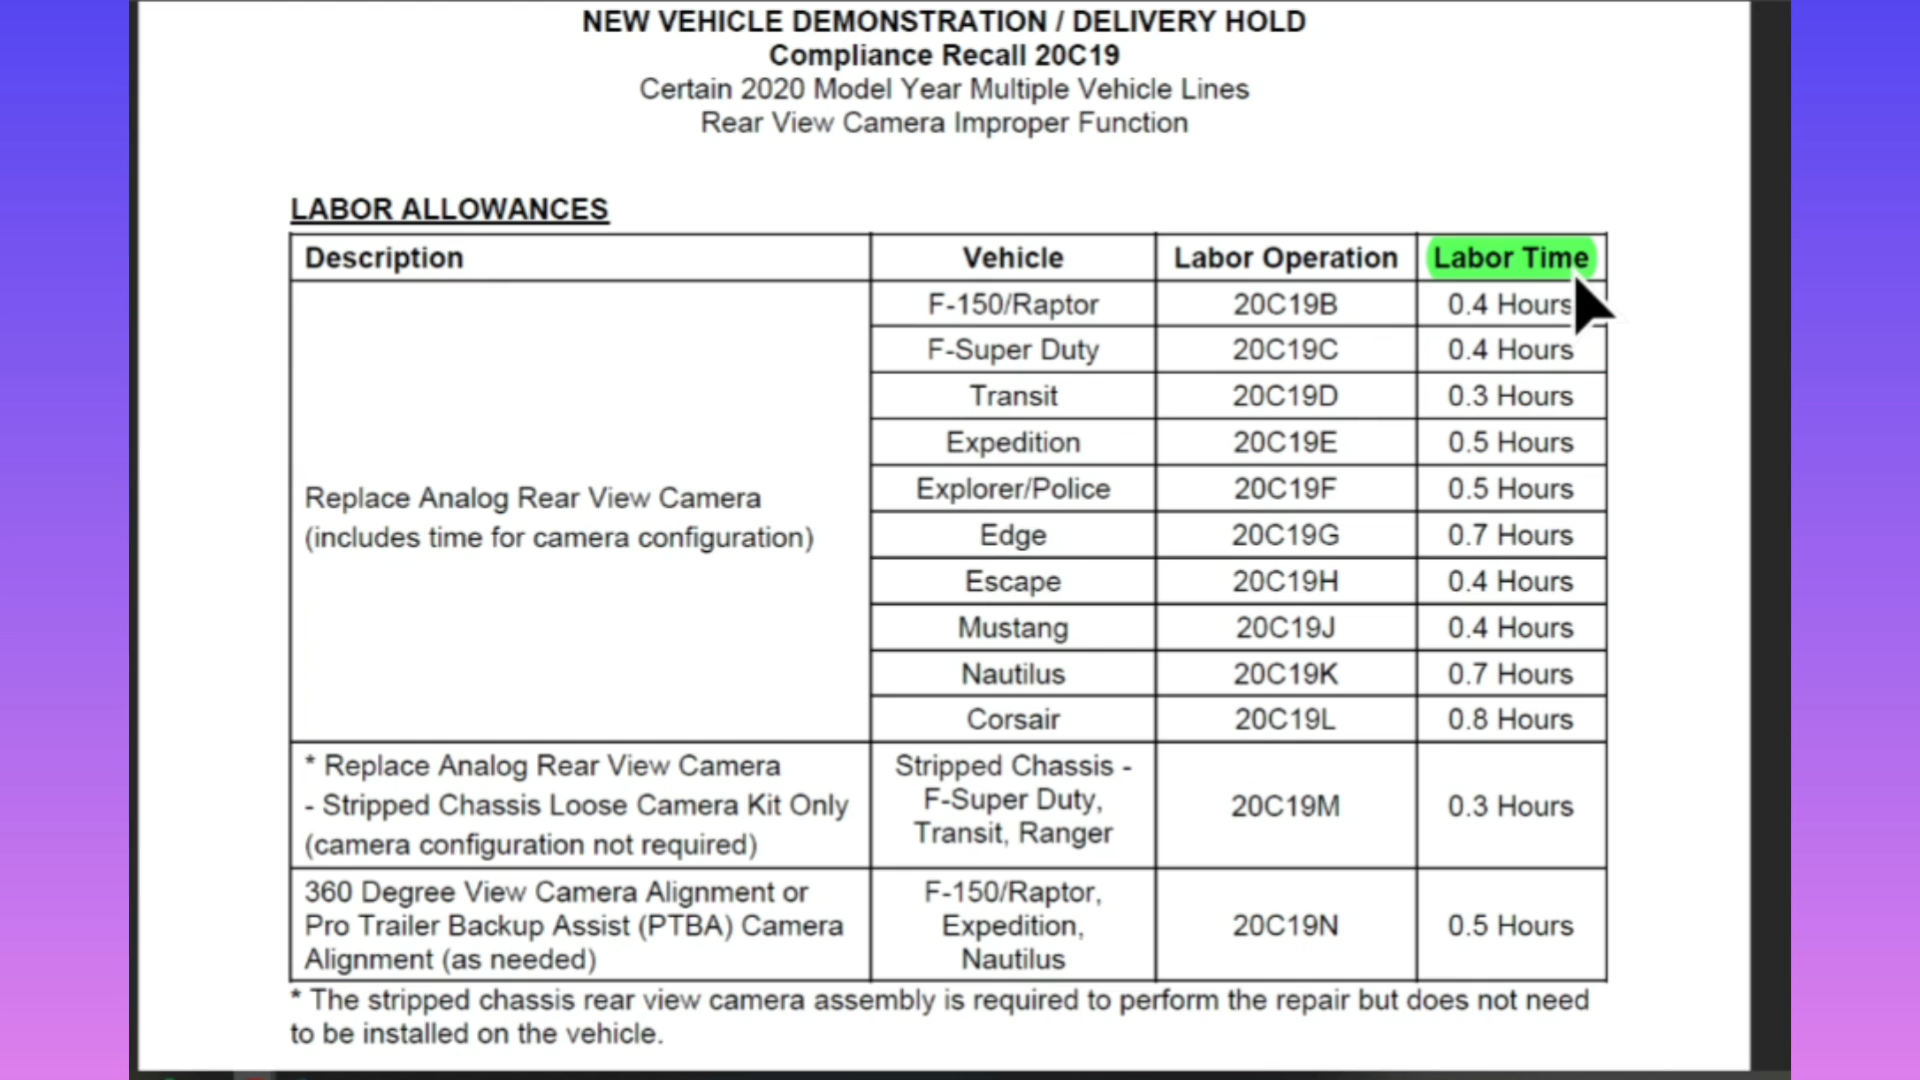 NEW VEHICLE DEMONSTRATION / DELIVERY HOLD
Compliance Recall 20C19
Certain 2020 Model Year Multiple Vehicle Lines
Rear View Camera Improper Function
LABOR ALLOWANCES
Description Vehicle Labor Operation Labor Time
Replace Analog Rear View Camera
(includes time for camera configuration)
F-150/Raptor 20C19B 0.4 Hours
F-Super Duty 20C19C 0.4 Hours
Transit 20C19D 0.3 Hours
Expedition 20C19E 0.5 Hours
Explorer/Police 20C19F 0.5 Hours
Edge 20C19G 0.7 Hours
Escape 20C19H 0.4 Hours
Mustang 20C19J 0.4 Hours
Nautilus 20C19K 0.7 Hours
Corsair 20C19L 0.8 Hours
* Replace Analog Rear View Camera
- Stripped Chassis Loose Camera Kit Only
(camera configuration not required)
Stripped Chassis -
F-Super Duty,
Transit, Ranger
20C19M
0.3 Hours
360 Degree View Camera Alignment or
Pro Trailer Backup Assist (PTBA) Camera
Alignment (as needed)
F-150/Raptor,
Expedition,
Nautilus
20C19N
0.5 Hours
* The stripped chassis rear view camera assembly is required to perform the repair but does not need
to be installed on the vehicle.